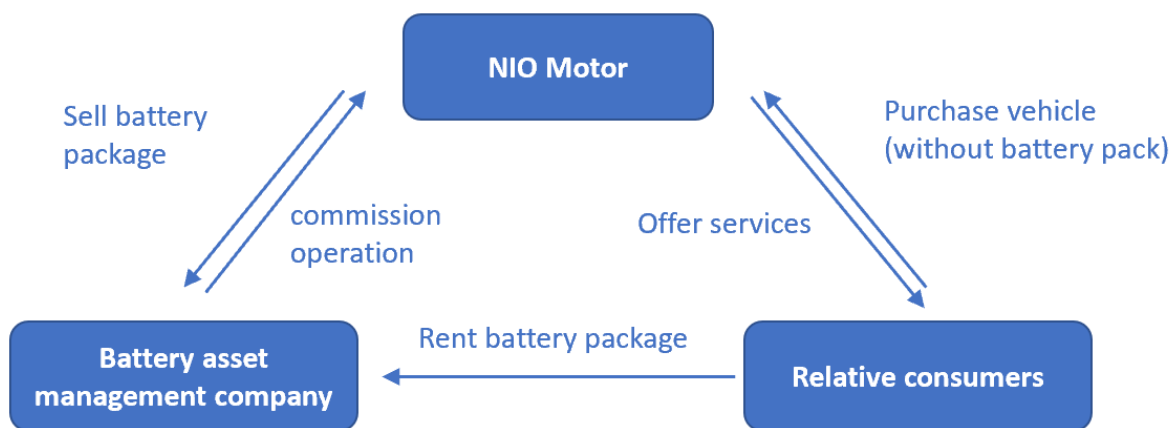 NIO Motor
Sell battery
package
Purchase vehicle
(without battery pack)
commission
operation
Offer services
Rent battery package
Battery asset
management company
Relative consumers